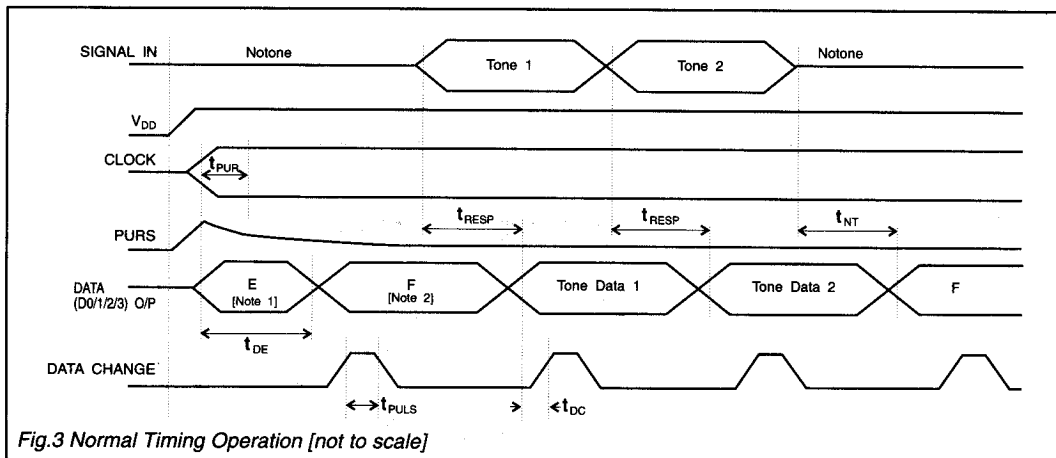 SIGNAL IN Notone Tone 1 Tone 2 Notone
VDD
CLOCK
tPUR
tRESP tRESP tNT
PURS
DATA
(D0/1/2/3) O/P
E
[Note 1]
F
[Note 2}
Tone Data 1 Tone Data 2 F
tDE
DATA CHANGE
tPULS tDC
Fig.3 Normal Timing Operation [not to scale]